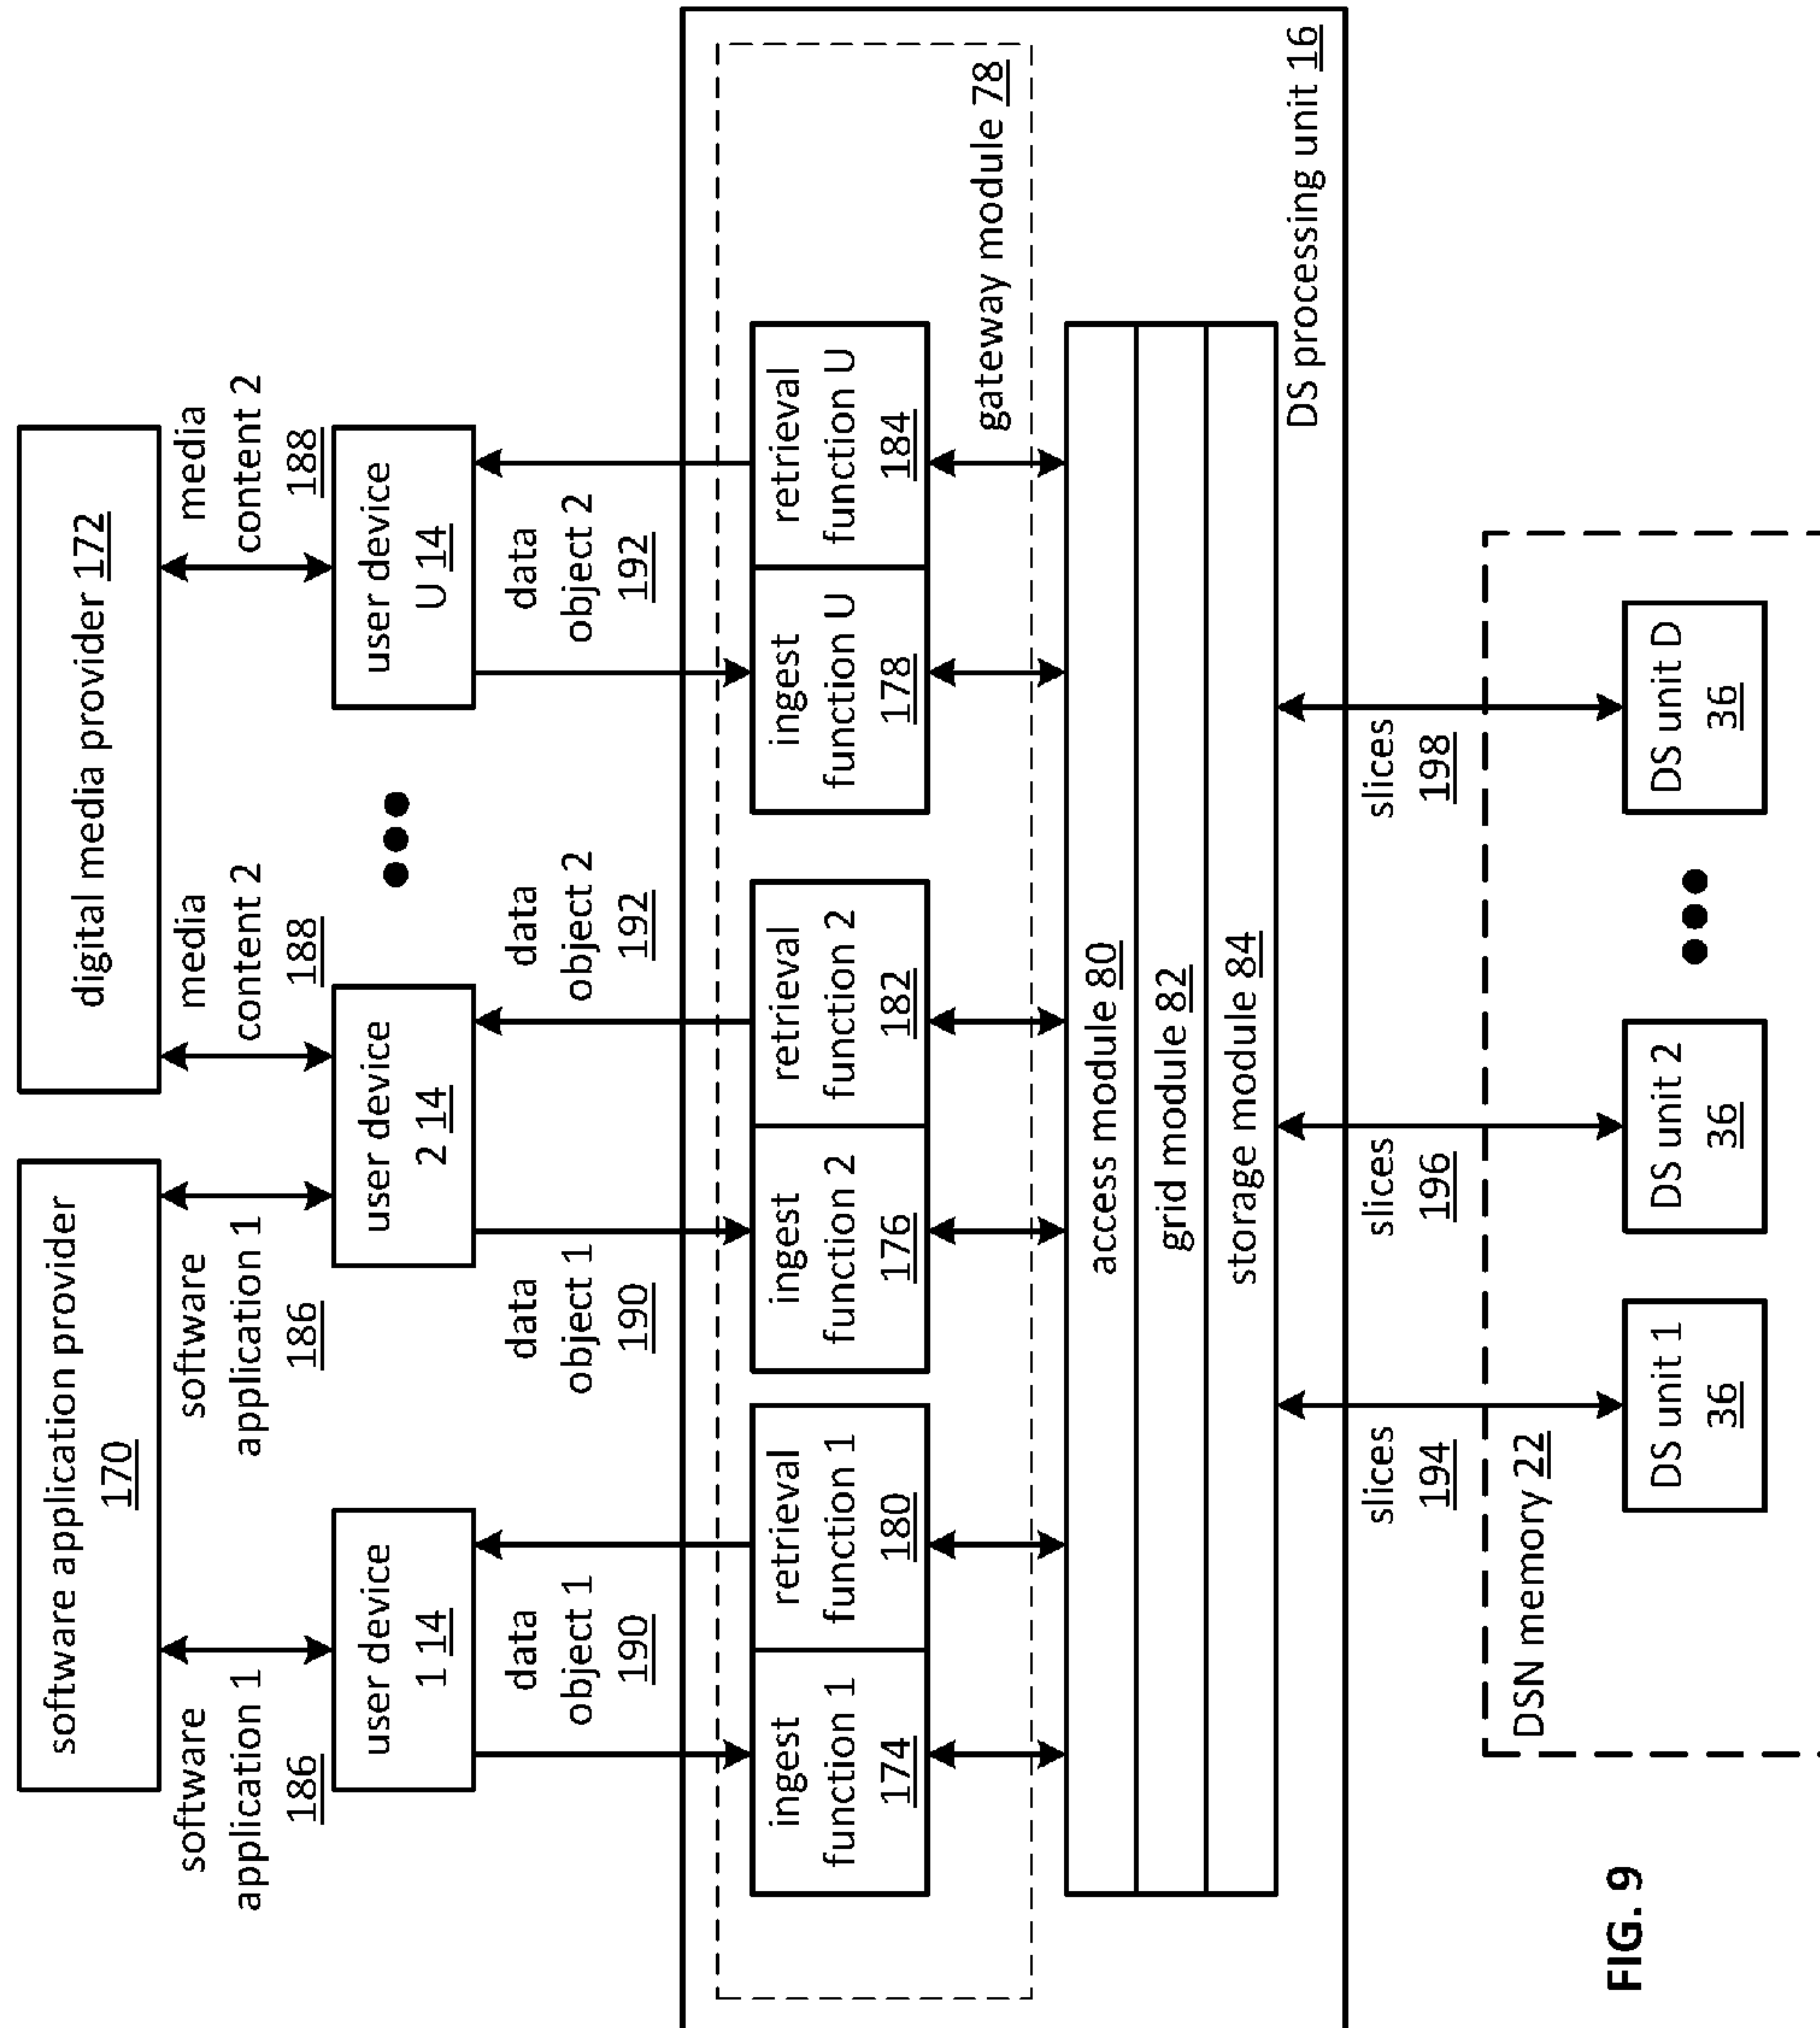 software application provider
170
digital media provider 172
software
application 1
186
software
application 1
186
media
content 2
188
media
content 2
188
user device
1 14
user device
2 14
user device
U 14
data
object 1
190
data
object 1
190
data
object 2
192
data
object 2
192
ingest
function 1
174
retrieval
function 1
180
ingest
function 2
176
retrieval
function 2
182
ingest
function U
178
retrieval
function U
184
gateway module 78
access module 80
grid module 82
storage module 84
DS processing unit 16
slices
194
slices
196
slices
198
DSN memory 22
DS unit 1
36
DS unit 2
36
DS unit D
36
FIG. 9